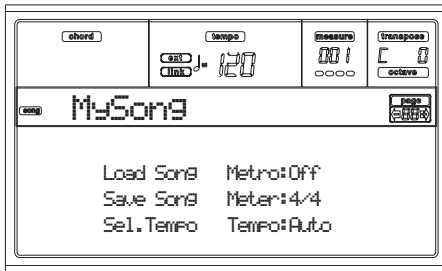 chord tempo measure transpose
ext link ♩= 120 001 C 0
octave
song MySong page
Load Song Metro:Off
Save Song Meter:4/4
Sel.Tempo Tempo:Auto